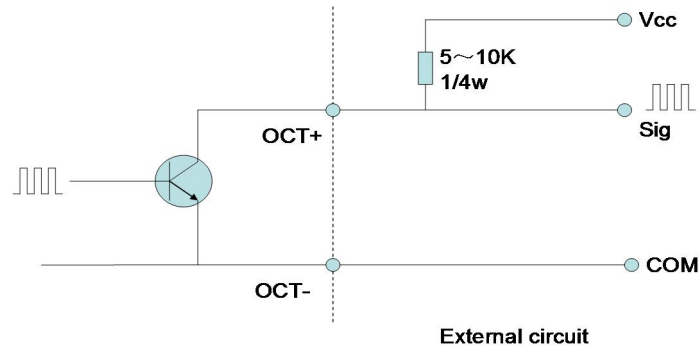 Vcc
5～10K
1/4w
OCT+
Sig
OCT-
COM
External circuit